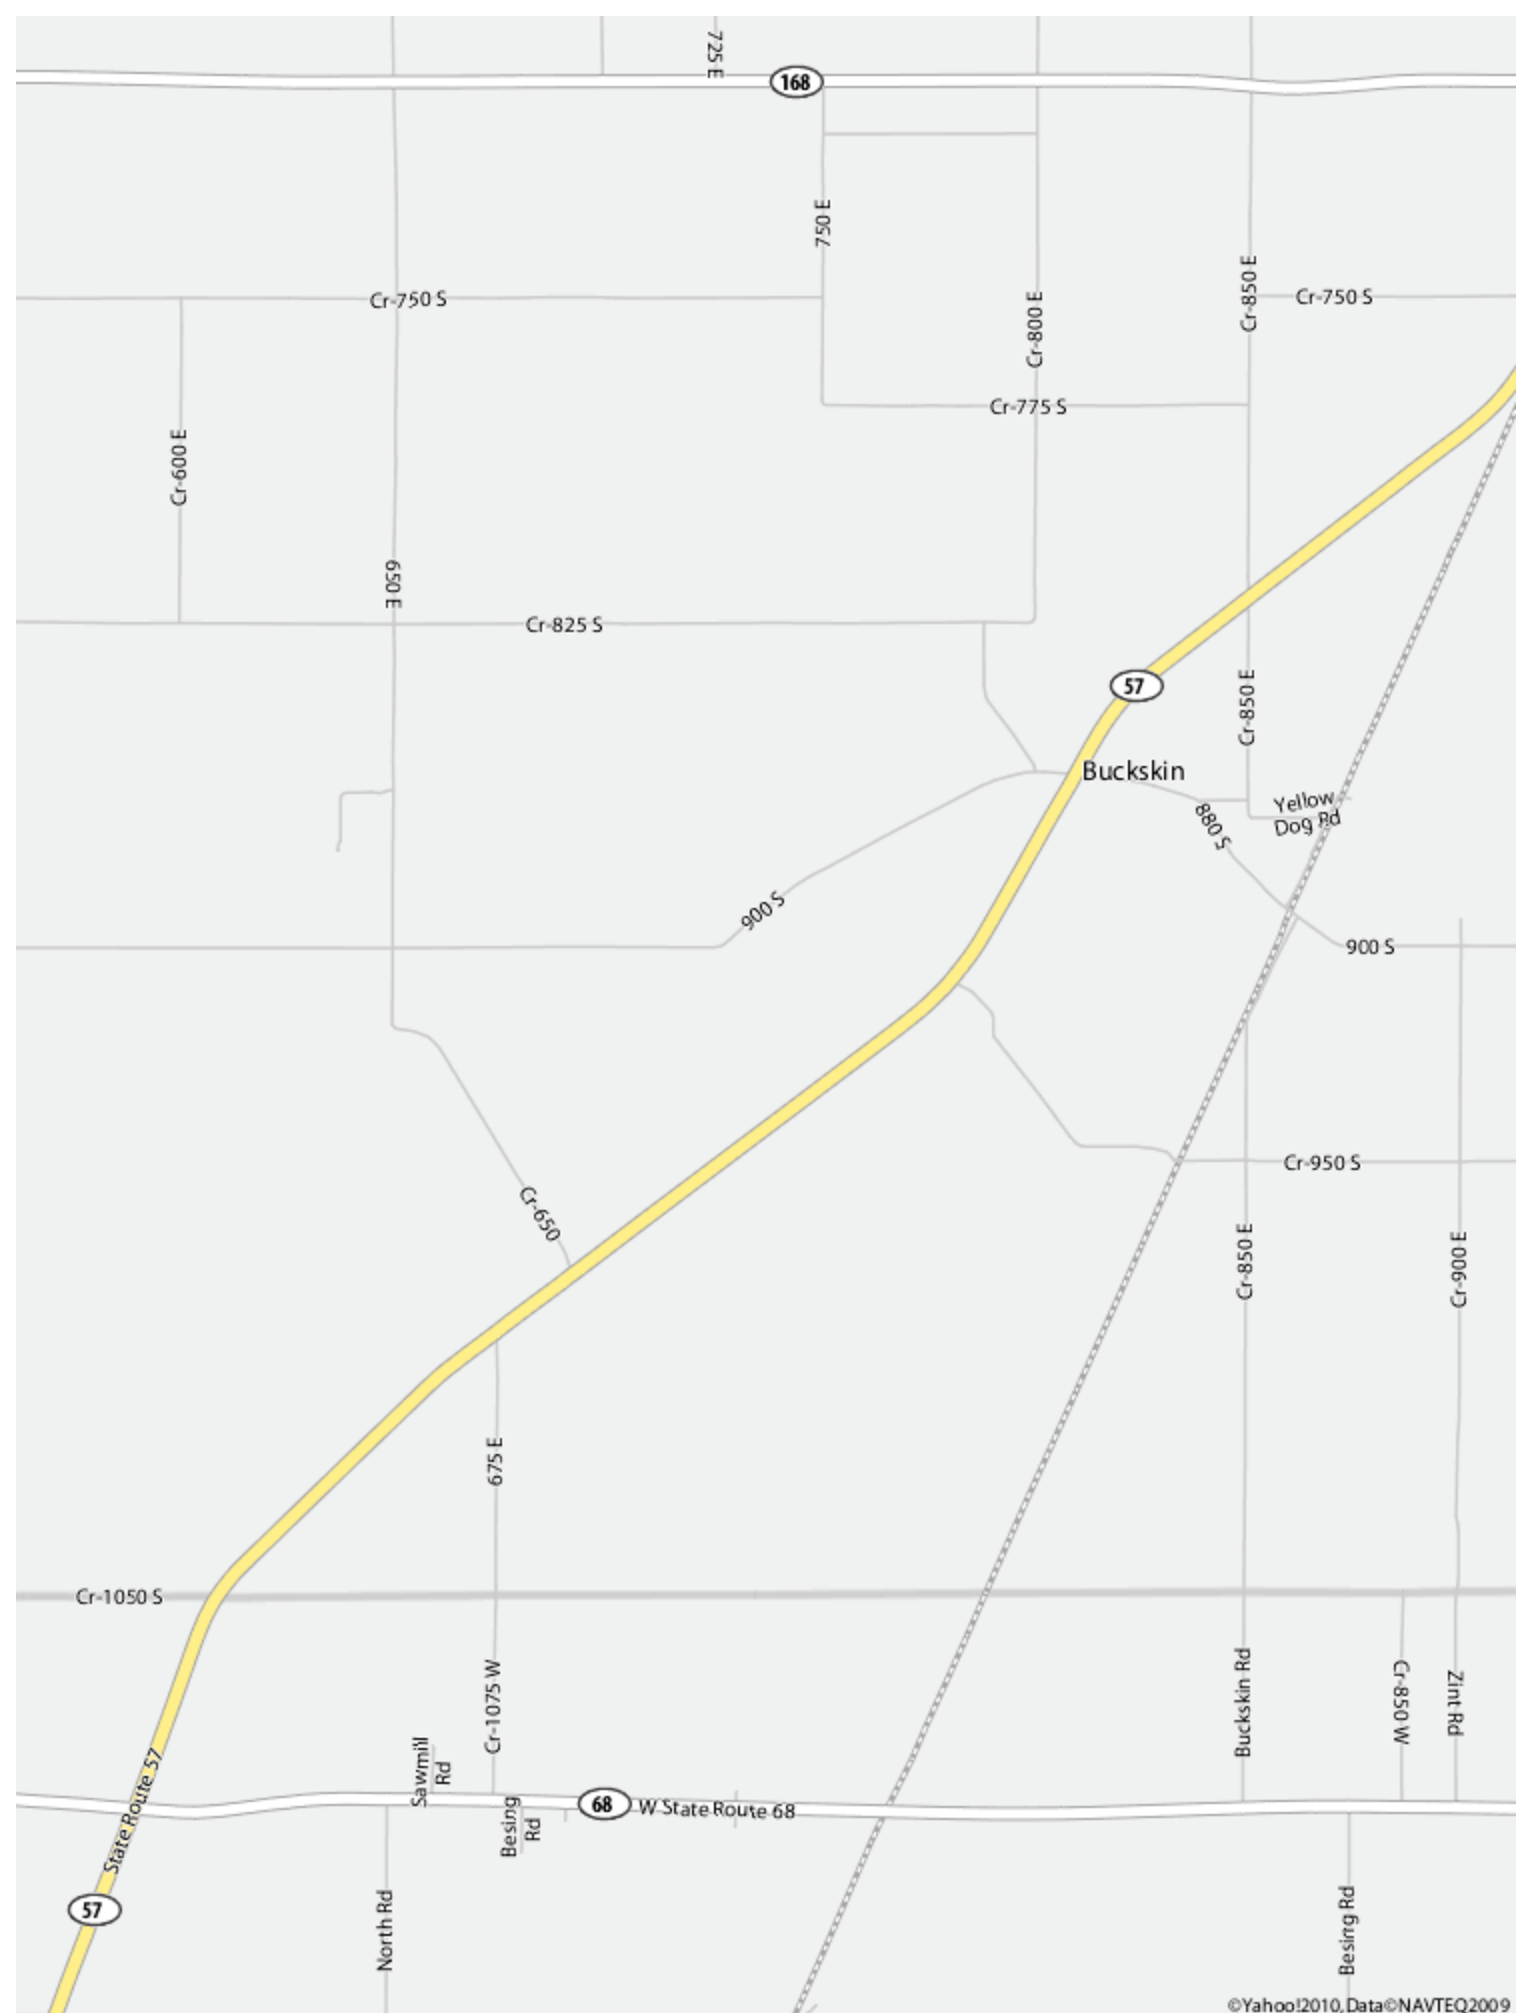 725 E
168
750 E
Cr-850 E
Cr-750 S
Cr-750 S
Cr-800 E
Cr-775 S
Cr-600 E
650 E
Cr-825 S
57
Cr-850 E
Buckskin
Yellow
Dog Rd
880 S
900 S
900 S
Cr-950 S
Cr-650
Cr-850 E
Cr-900 E
675 E
Cr-1050 S
Cr-1075 W
Buckskin Rd
Cr-850 W
Zint Rd
Sawmill
Rd
State Route 57
68
W State Route 68
Besing
Rd
57
North Rd
Besing Rd
©Yahoo!2010, Data©NAVTEQ2009